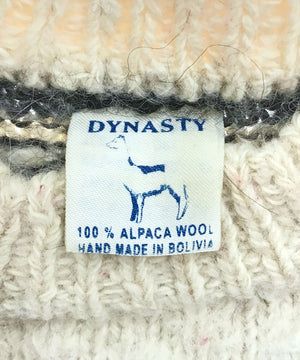 DYNASTY
100 % ALPACA WOOL
HAND MADE IN BOLIVIA